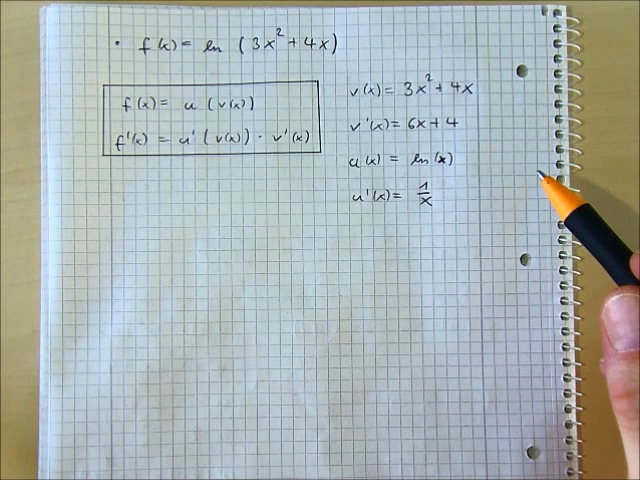 • f(x) = ln (3x² + 4x)
f(x) = u (v(x))
f'(x) = u' (v(x)) · v'(x)
v(x) = 3x² + 4x
v'(x) = 6x + 4
u(x) = ln(x)
u'(x) = 1/x